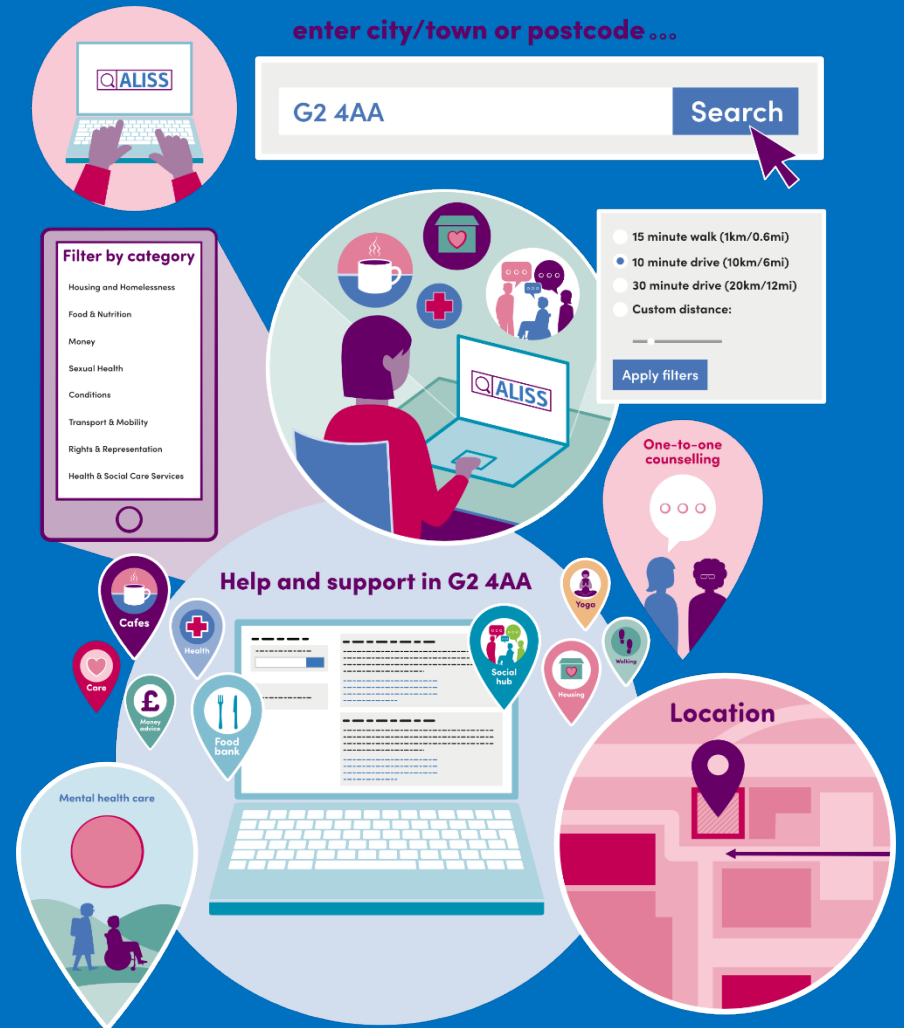 enter city/town or postcode...
ALISS
G2 4AA
Search
Filter by category
Housing and Homelessness
Food & Nutrition
Money
Sexual Health
Conditions
Transport & Mobility
Rights & Representation
Health & Social Care Services
ALISS
15 minute walk (1km/0.6mi)
10 minute drive (10km/6mi)
30 minute drive (20km/12mi)
Custom distance:
Apply filters
One-to-one
counselling
Help and support in G2 4AA
Cafes
Health
Care
£
Money
advice
Food
bank
Social
hub
Yoga
Housing
Walking
Mental health care
Location